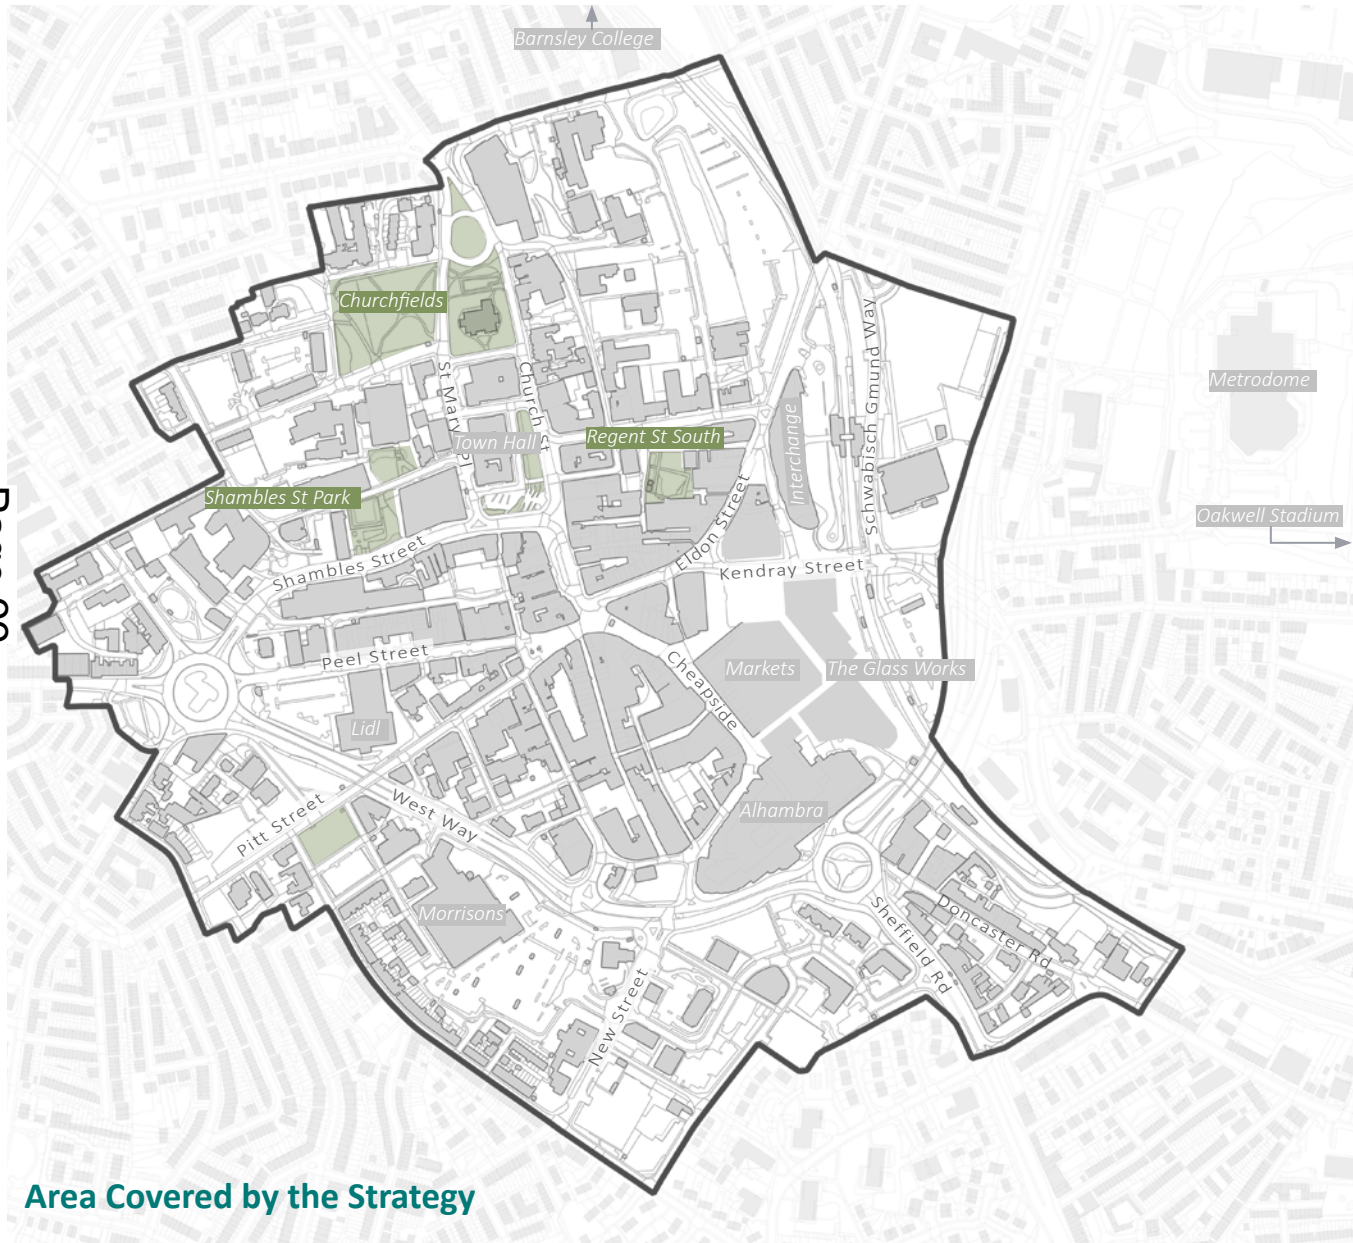 Barnsley College
Churchfields
Schwabisch Gmund Way
Metrodome
St Mary's Pl
Church St
Town Hall
Regent St South
Interchange
Shambles St Park
Oakwell Stadium
Eldon Street
Shambles Street
Kendray Street
Peel Street
Cheapside
Markets
The Glass Works
Lidl
Pitt Street
West Way
Alhambra
Morrisons
Sheffield Rd
Doncaster Rd
New Street
Area Covered by the Strategy